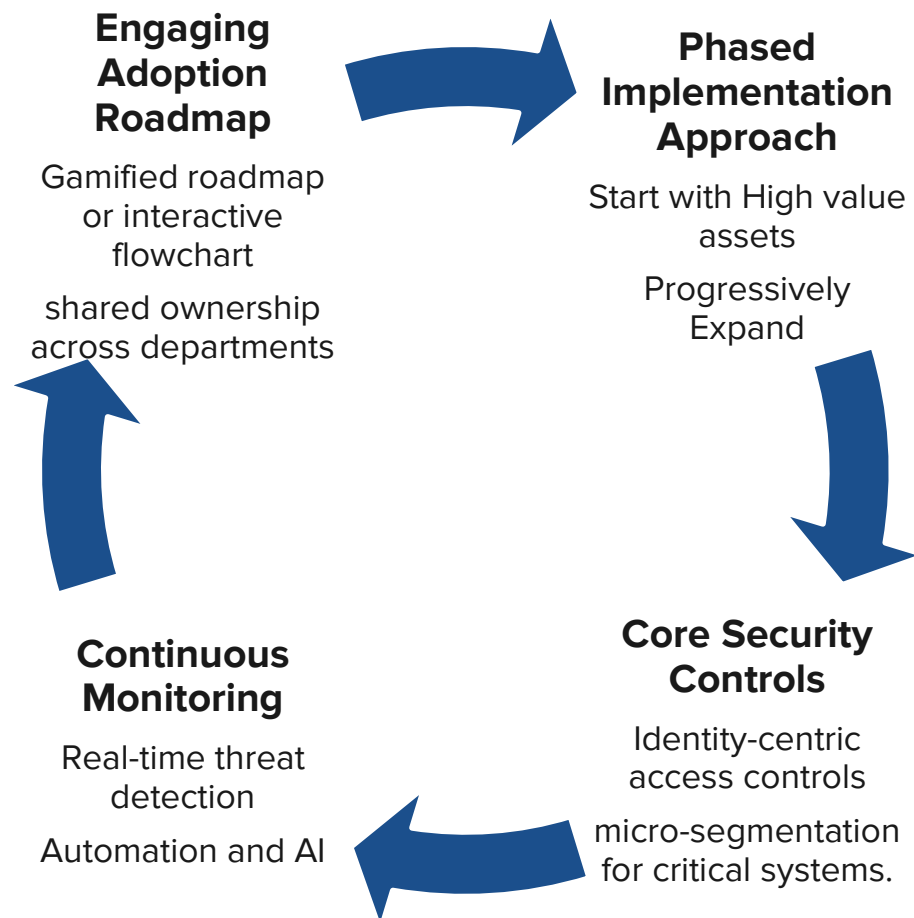 Engaging
Adoption
Roadmap
Gamified roadmap
or interactive
flowchart
shared ownership
across departments
Phased
Implementation
Approach
Start with High value
assets
Progressively
Expand
Core Security
Controls
Identity-centric
access controls
micro-segmentation
for critical systems.
Continuous
Monitoring
Real-time threat
detection
Automation and AI